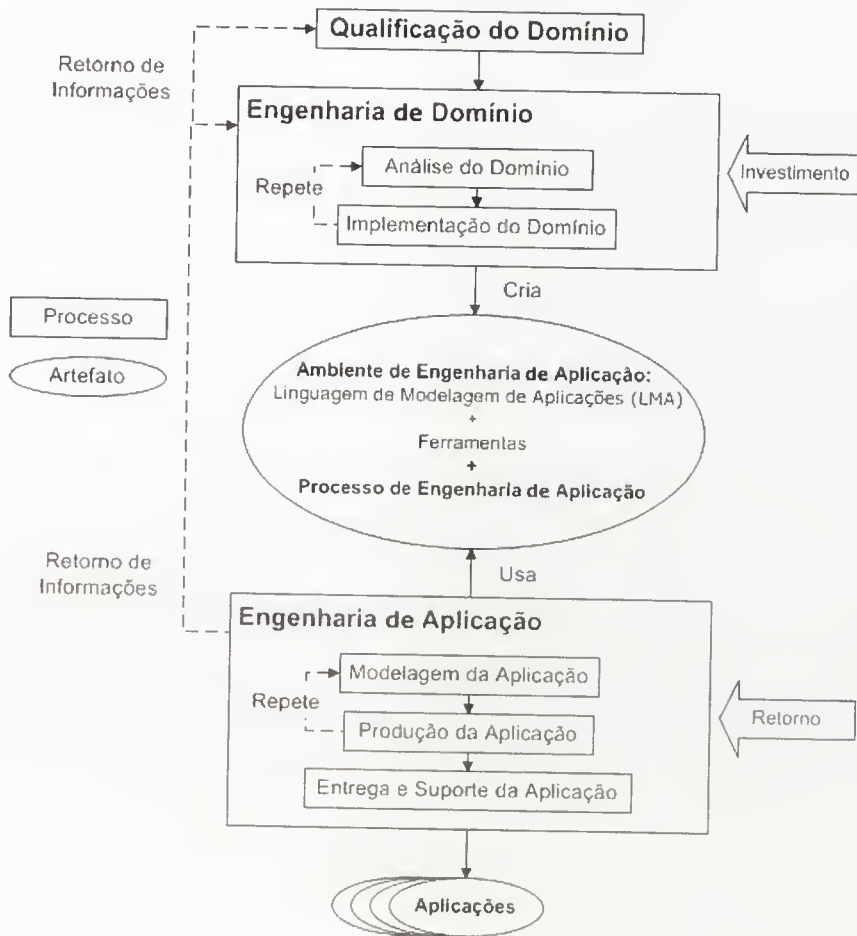 Qualificação do Domínio
Retorno de
Informações
Engenharia de Domínio
Análise do Domínio
Repete
Implementação do Domínio
Investimento
Cria
Processo
Artefato
Ambiente de Engenharia de Aplicação:
Linguagem de Modelagem de Aplicações (LMA)
+
Ferramentas
+
Processo de Engenharia de Aplicação
Retorno de
Informações
Usa
Engenharia de Aplicação
Modelagem da Aplicação
Repete
Produção da Aplicação
Entrega e Suporte da Aplicação
Retorno
Aplicações